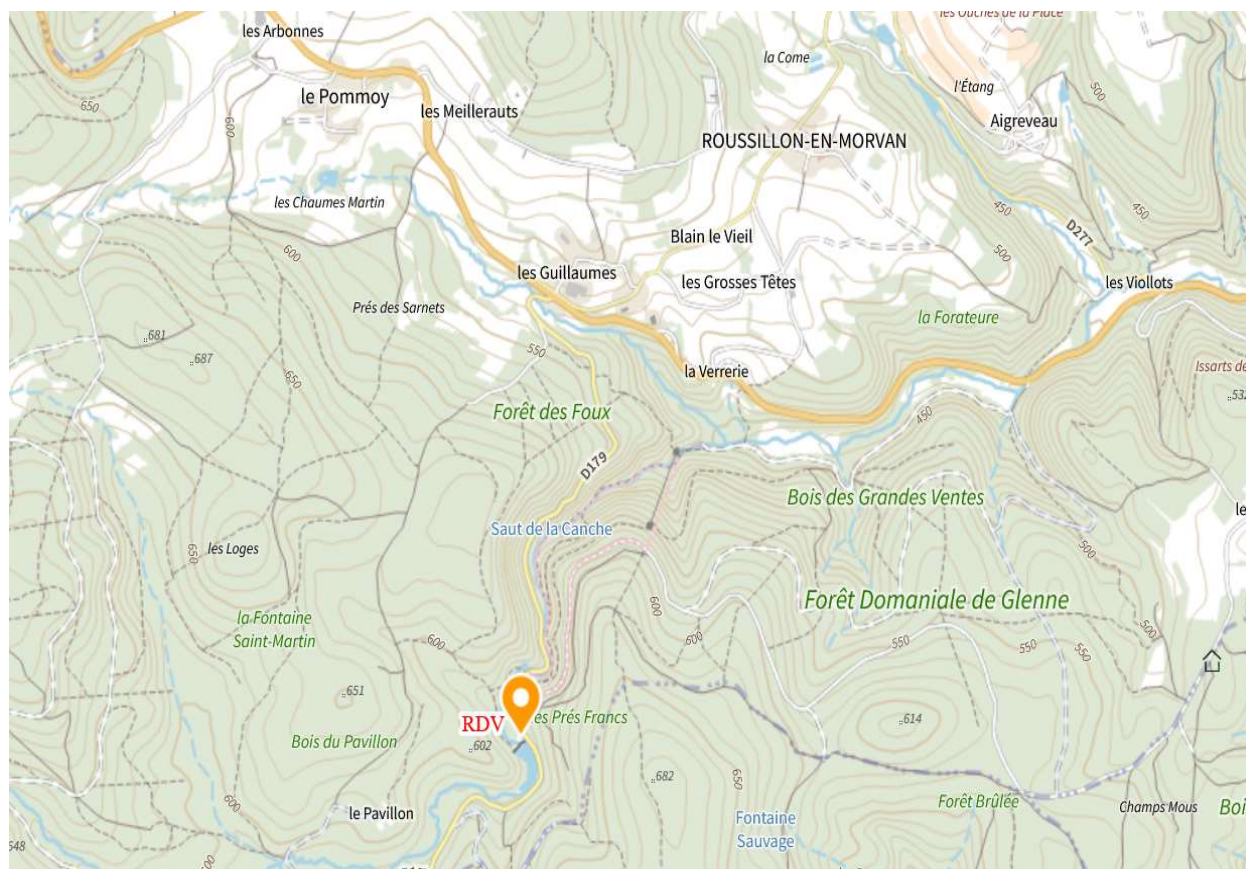 les Ouches de la Place
les Arbonnes
la Come
650
l'Étang
500
le Pommoy
les Meillerauts
600
Aigreveau
ROUSSILLON-EN-MORVAN
les Chaumes Martin
450
450
D277
Blain le Vieil
600
500
les Guillaumes
les Grosses Têtes
les Viollots
Prés des Sarnets
la Forateure
681
687
550
la Verrerie
Issarts de
650
532
Forêt des Foux
450
D179
Bois des Grandes Ventes
le
Saut de la Canche
les Loges
650
500
600
Forêt Domaniale de Glenne
la Fontaine
Saint-Martin
600
600
550
550
550
500
651
RDV
es Prés Francs
614
Bois du Pavillon
602
682
650
600
le Pavillon
Forêt Brûlée
Champs Mous
Boi
Fontaine
Sauvage
648